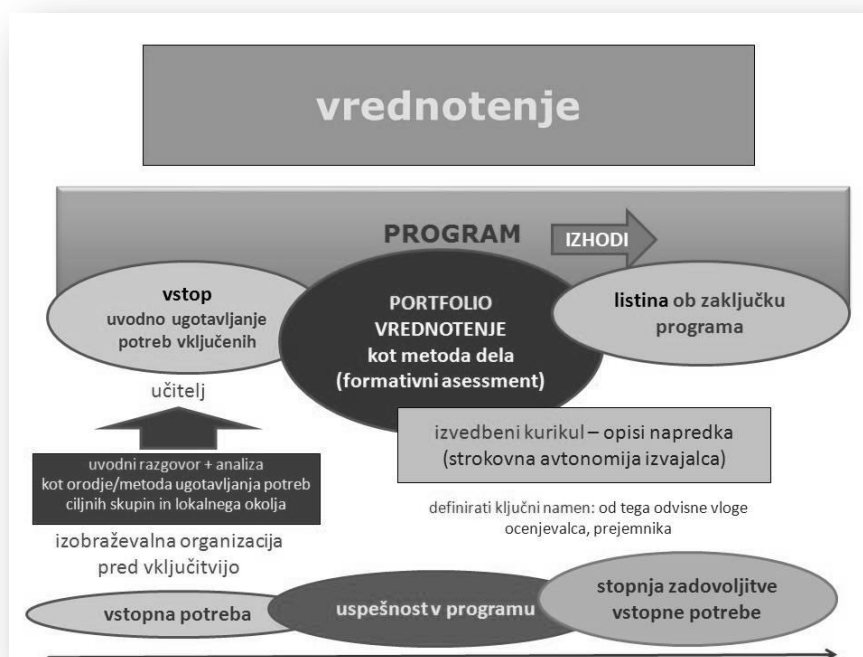 vrednotenje
PROGRAM
IZHODI
vstop
uvodno ugotavljanje
potreb vključenih
PORTFOLIO
VREDNOTENJE
kot metoda dela
(formativni asessment)
listina ob zaključku
programa
učitelj
izvedbeni kurikul – opisi napredka
(strokovna avtonomija izvajalca)
uvodni razgovor + analiza
kot orodje/metoda ugotavljanja potreb
ciljnih skupin in lokalnega okolja
definirati ključni namen: od tega odvisne vloge
ocenjevalca, prejemnika
izobraževalna organizacija
pred vključitvijo
vstopna potreba
uspešnost v programu
stopnja zadovoljitve
vstopne potrebe